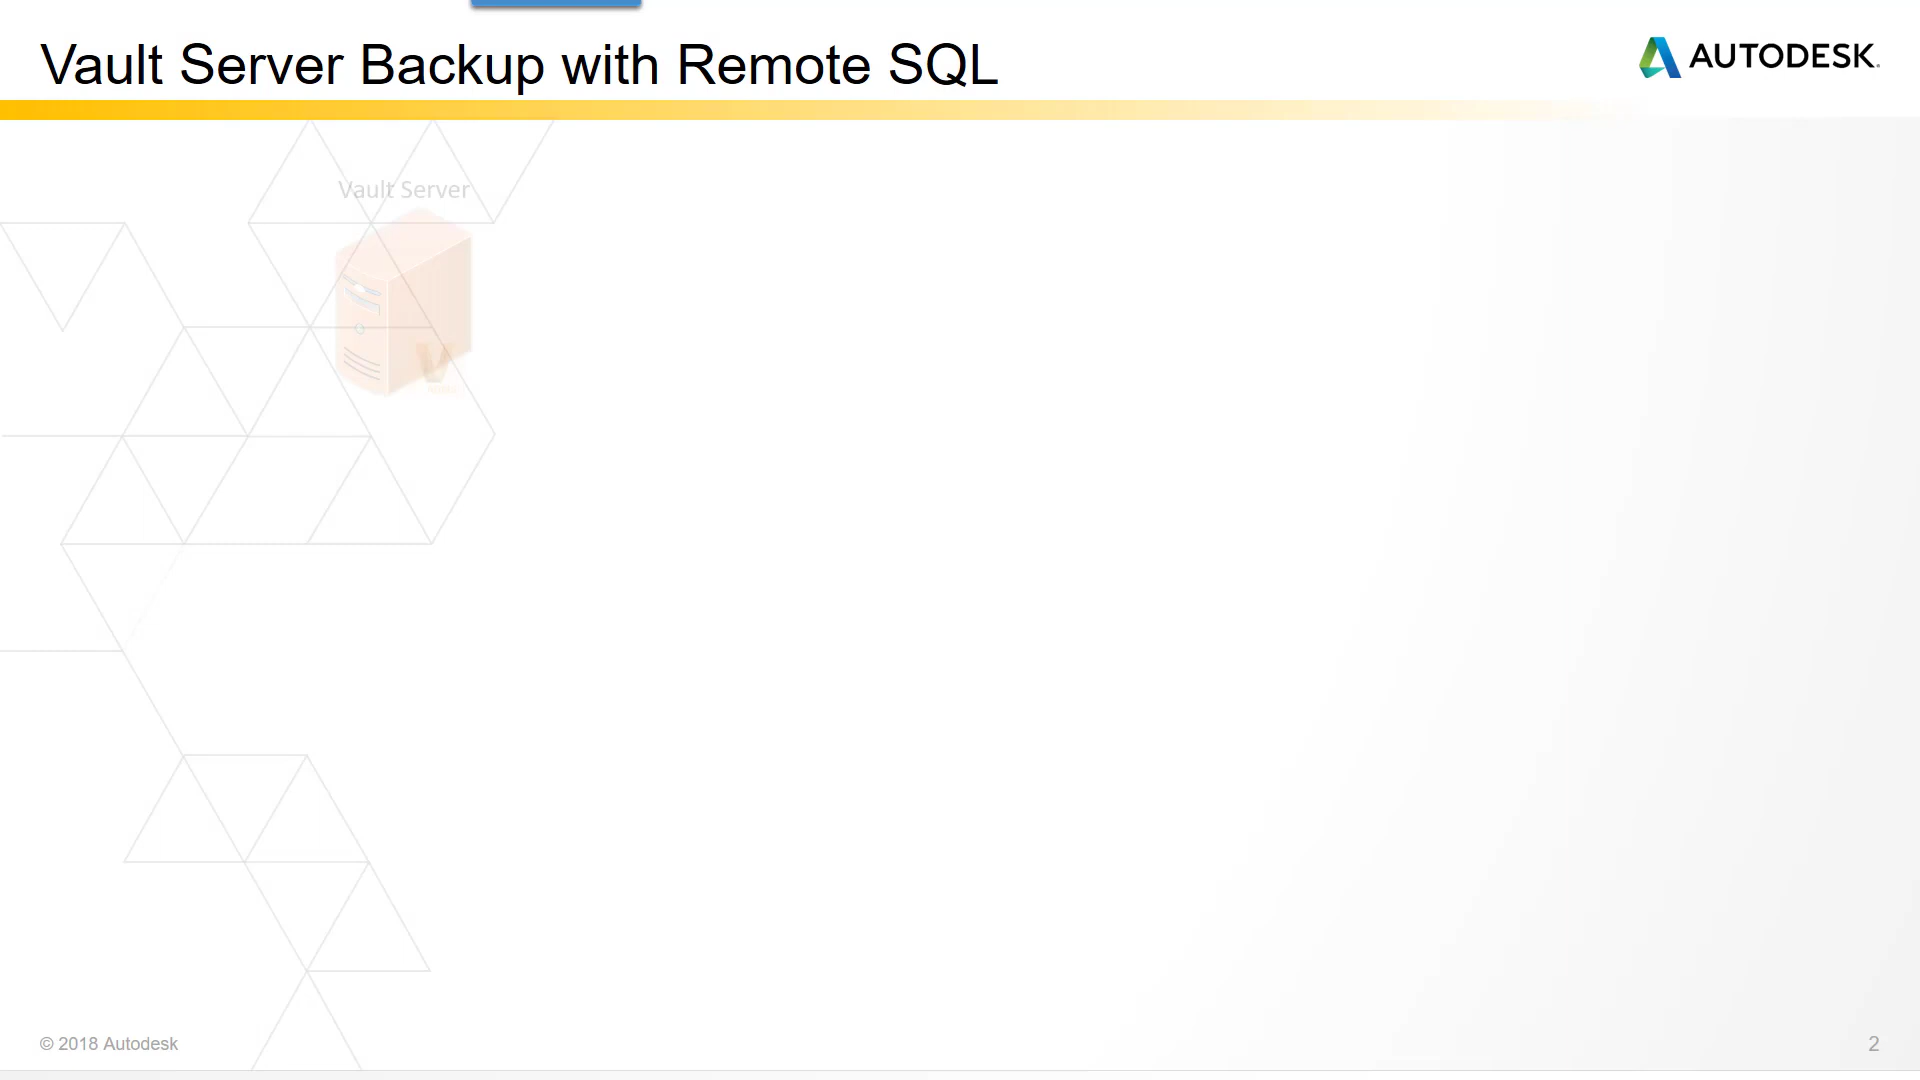 Vault Server Backup with Remote SQL
AUTODESK.
Vault Server
© 2018 Autodesk
2